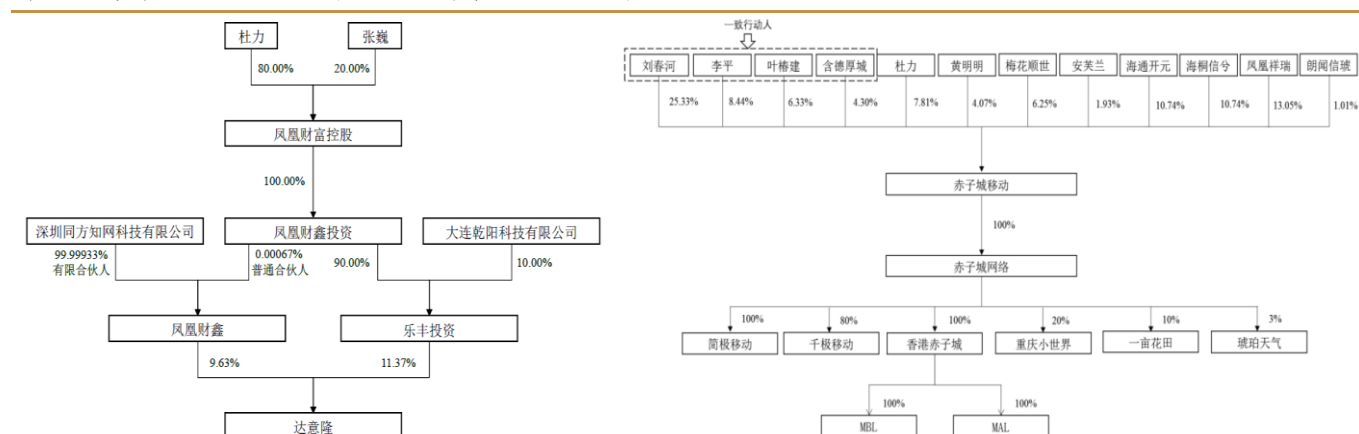 杜力
张巍
80.00%
20.00%
凤凰财富控股
100.00%
深圳同方知网科技有限公司
凤凰财鑫投资
大连乾阳科技有限公司
99.99933%
有限合伙人
0.00067%
普通合伙人
90.00%
10.00%
凤凰财鑫
乐丰投资
9.63%
11.37%
达意隆
一致行动人
刘春河
李平
叶椿建
含德厚城
杜力
黄明明
梅花顺世
安芙兰
海通开元
海桐信兮
凤凰祥瑞
朗闻信琥
25.33%
8.44%
6.33%
4.30%
7.81%
4.07%
6.25%
1.93%
10.74%
10.74%
13.05%
1.01%
赤子城移动
100%
赤子城网络
100%
80%
100%
20%
10%
3%
简极移动
千极移动
香港赤子城
重庆小世界
一亩花田
琥珀天气
100%
100%
MBL
MAL